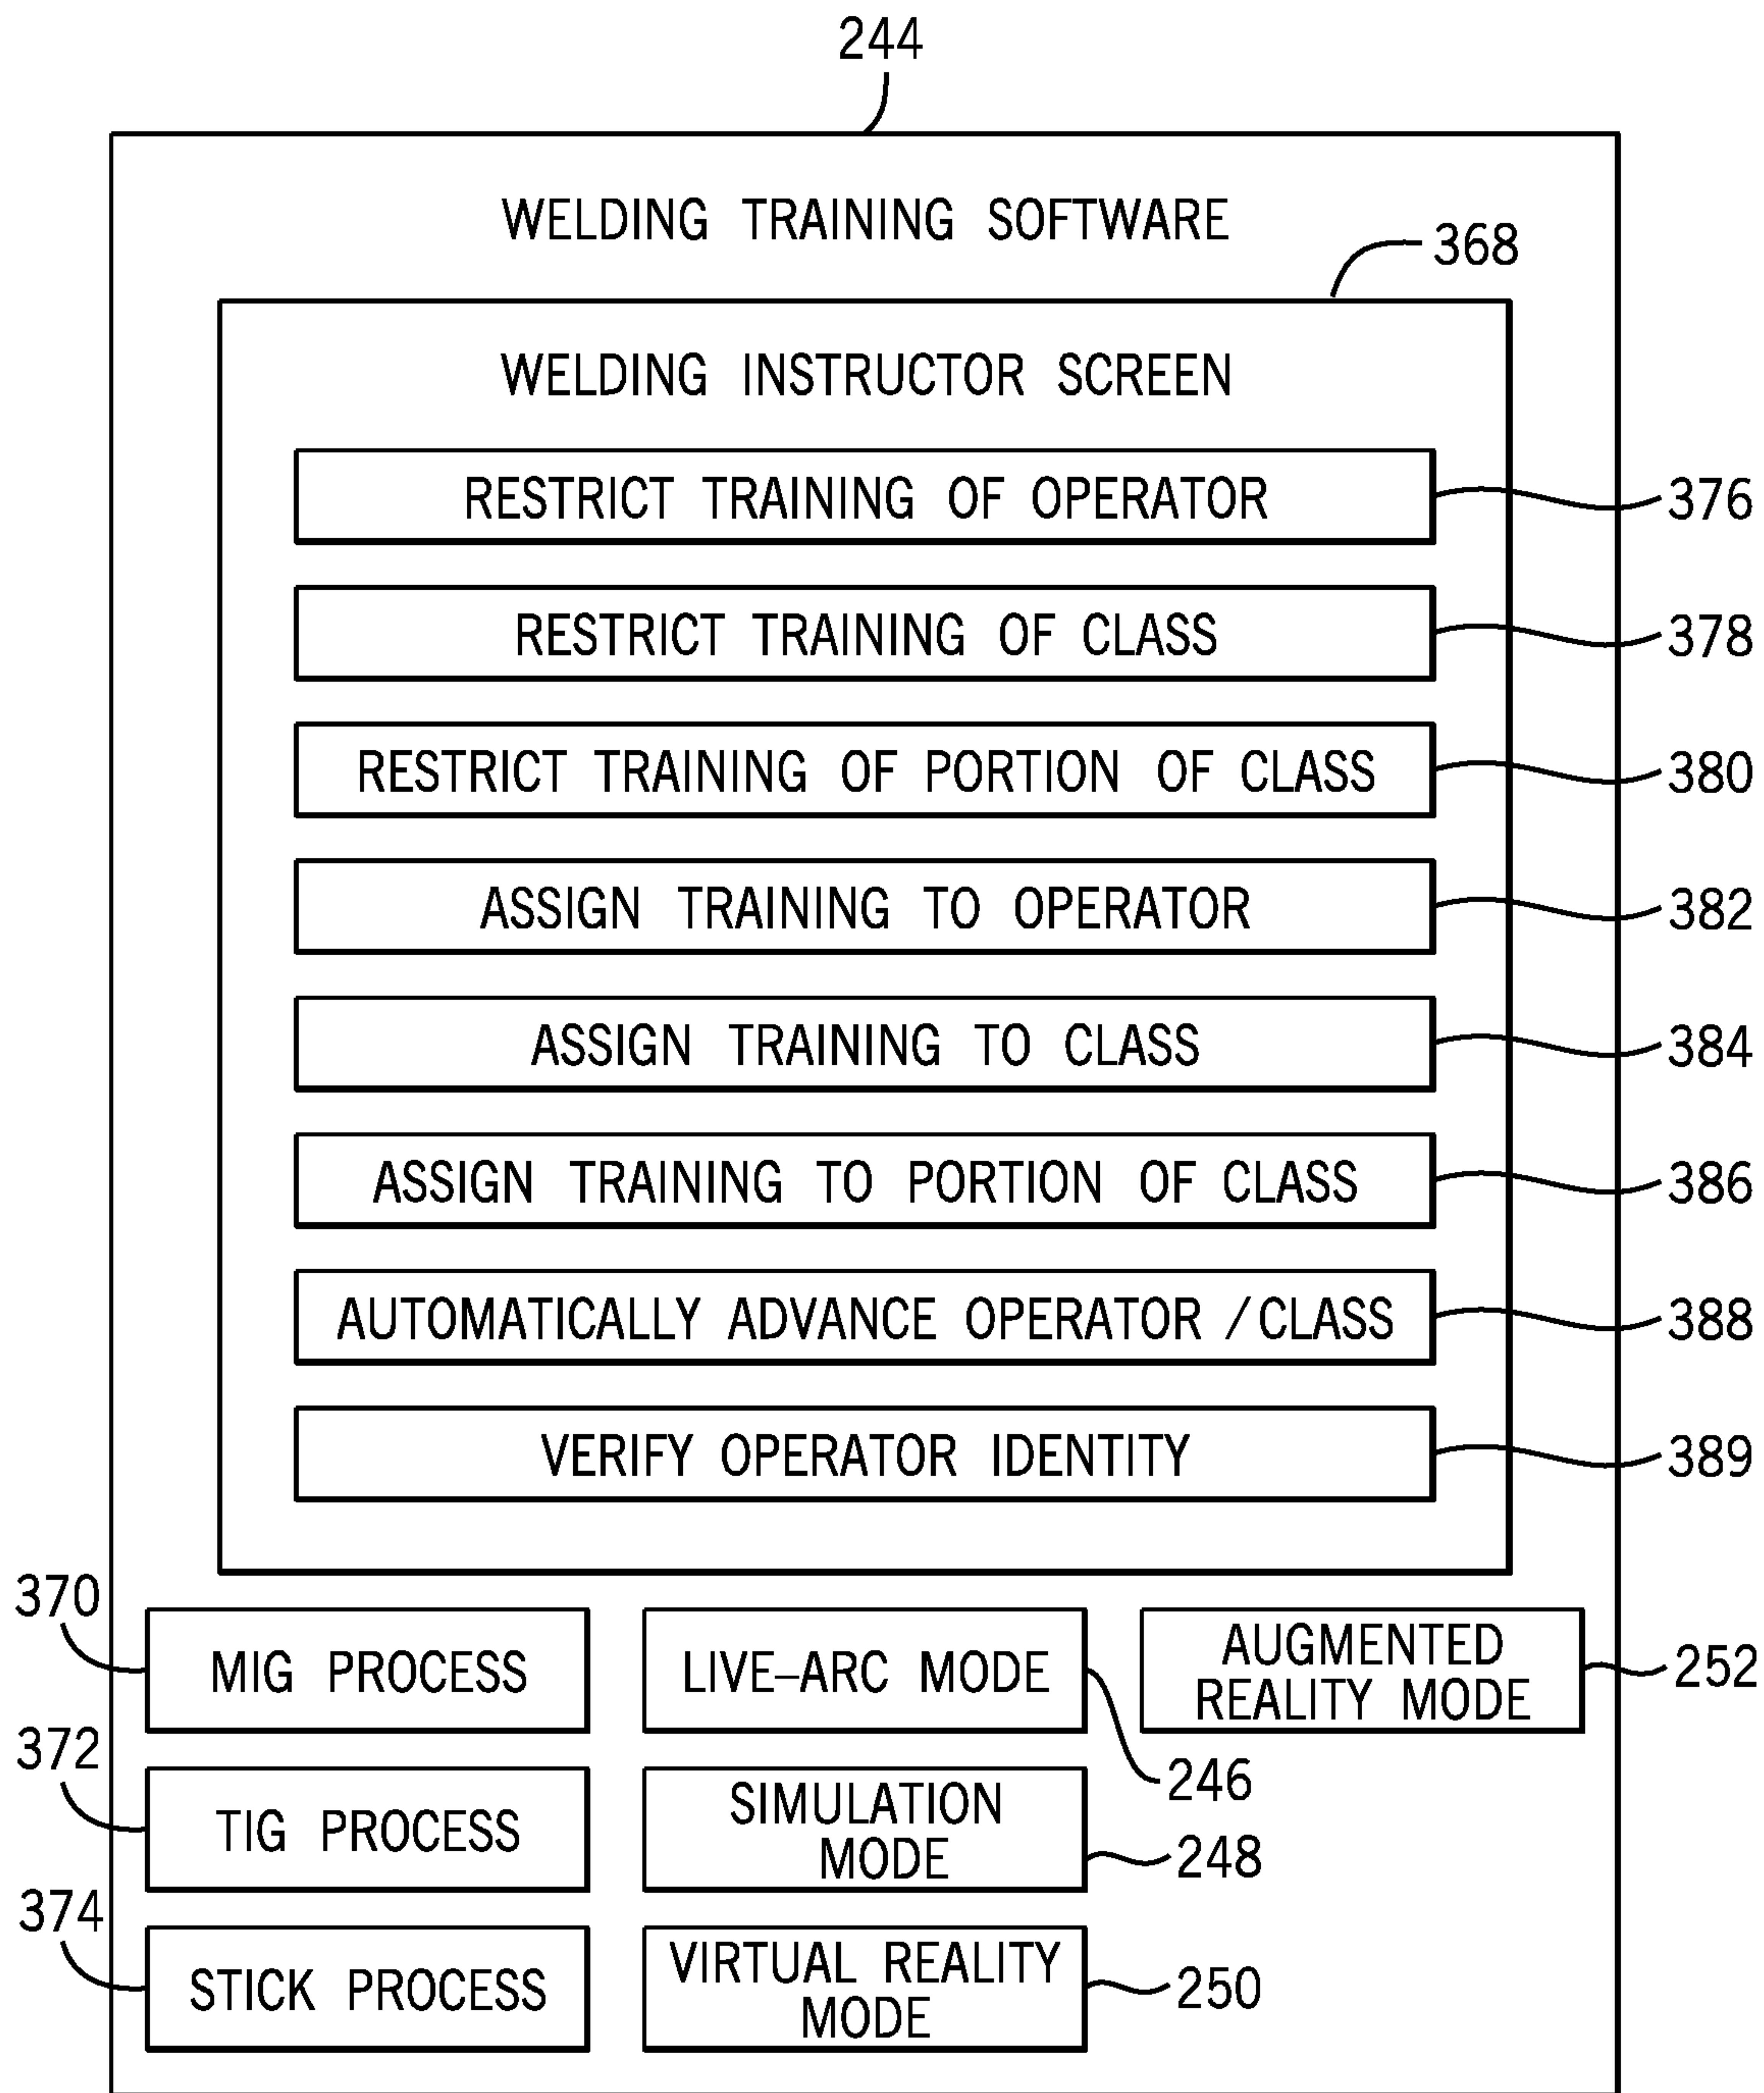 244
WELDING TRAINING SOFTWARE
368
WELDING INSTRUCTOR SCREEN
RESTRICT TRAINING OF OPERATOR
376
RESTRICT TRAINING OF CLASS
378
RESTRICT TRAINING OF PORTION OF CLASS
380
ASSIGN TRAINING TO OPERATOR
382
ASSIGN TRAINING TO CLASS
384
ASSIGN TRAINING TO PORTION OF CLASS
386
AUTOMATICALLY ADVANCE OPERATOR /CLASS
388
VERIFY OPERATOR IDENTITY
389
370
MIG PROCESS
LIVE–ARC MODE
246
AUGMENTED
REALITY MODE
252
372
TIG PROCESS
SIMULATION
MODE
248
374
STICK PROCESS
VIRTUAL REALITY
MODE
250